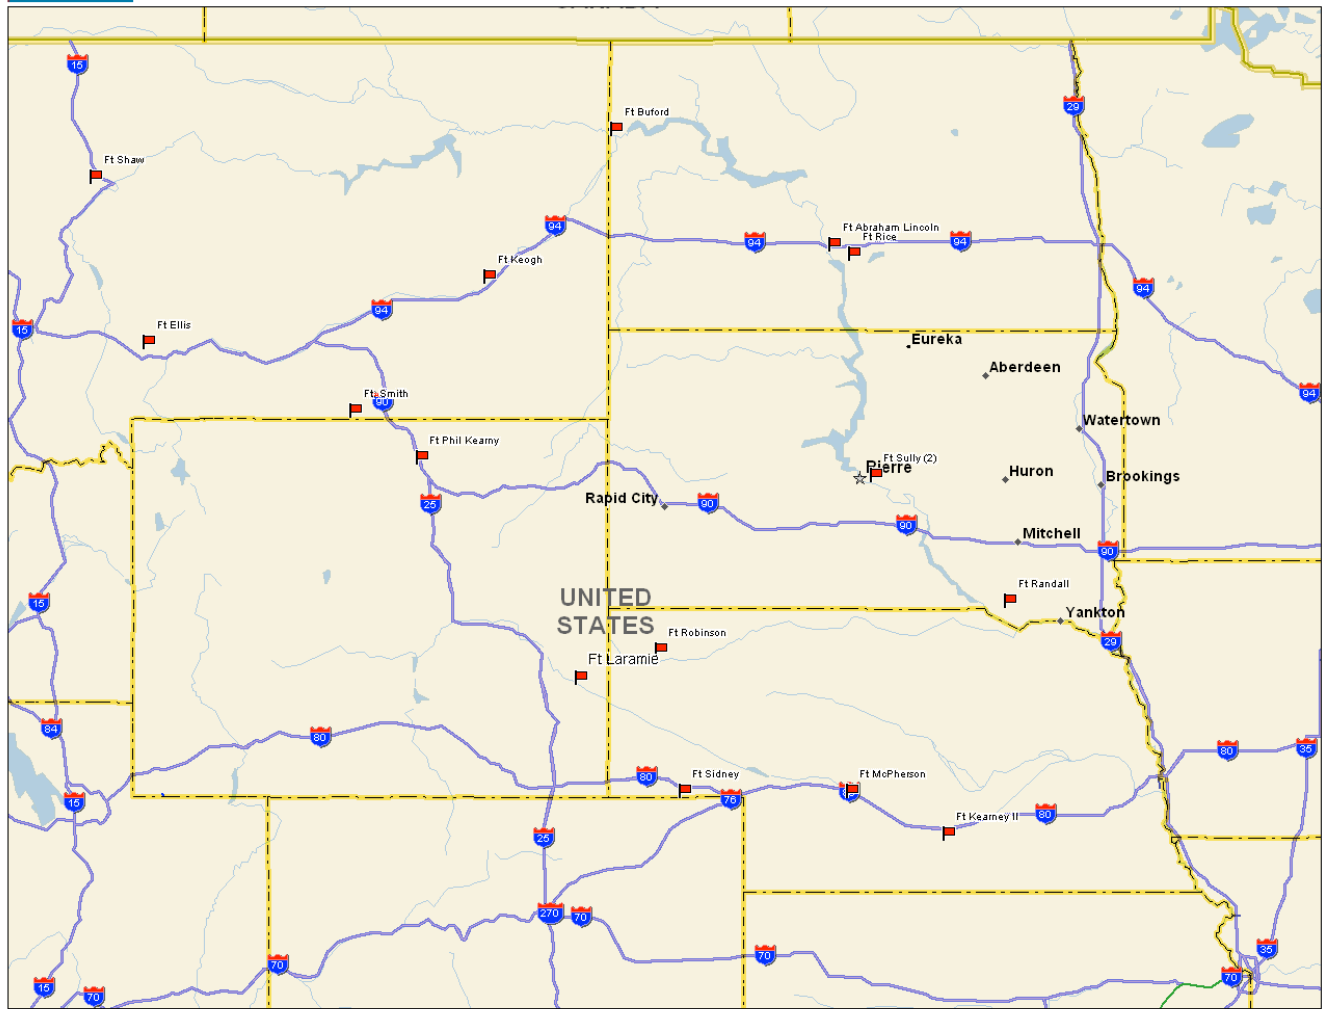 15
29
Ft Buford
Ft Shaw
94
Ft Abraham Lincoln
Ft Rice
94
94
Ft Keogh
94
94
15
Ft Ellis
Eureka
Aberdeen
94
Ft Smith
90
Watertown
Ft Phil Kearny
Ft Sully (2)
Pierre
Huron
Brookings
Rapid City
25
90
90
Mitchell
90
UNITED
STATES
Ft Randall
15
Yankton
Ft Robinson
29
Ft Laramie
84
80
80
35
80
Ft Sidney
Ft McPherson
76
15
80
Ft Kearney II
25
270
70
70
70
35
70
15
70